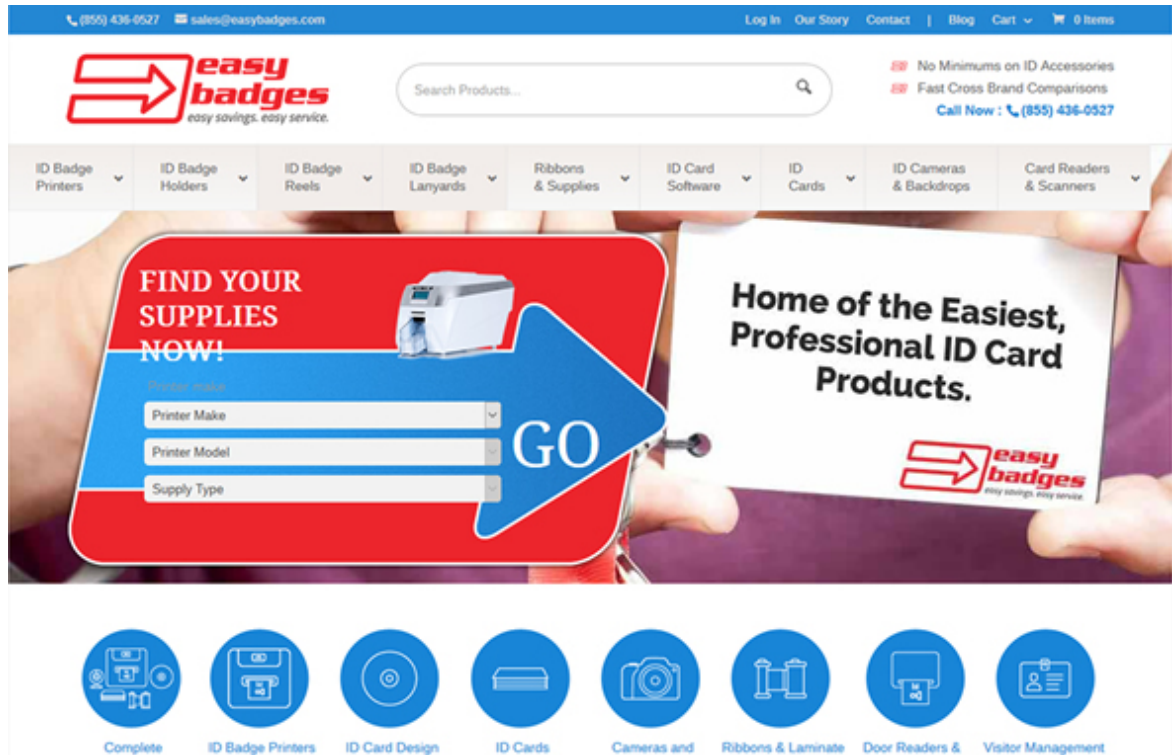 (855) 436-0527 sales@easybadges.com Log In Our Story Contact | Blog Cart 0 Items
easy
badges
easy savings. easy service.
Search Products...
No Minimums on ID Accessories
Fast Cross Brand Comparisons
Call Now : (855) 436-0527
ID Badge
Printers
ID Badge
Holders
ID Badge
Reels
ID Badge
Lanyards
Ribbons
& Supplies
ID Card
Software
ID
Cards
ID Cameras
& Backdrops
Card Readers
& Scanners
FIND YOUR
SUPPLIES
NOW!
Printer make
Printer Make
Printer Model
Supply Type
GO
Home of the Easiest,
Professional ID Card
Products.
easy
badges
easy savings. easy service.
Complete
ID Badge Printers
ID Card Design
ID Cards
Cameras and
Ribbons & Laminate
Door Readers &
Visitor Management